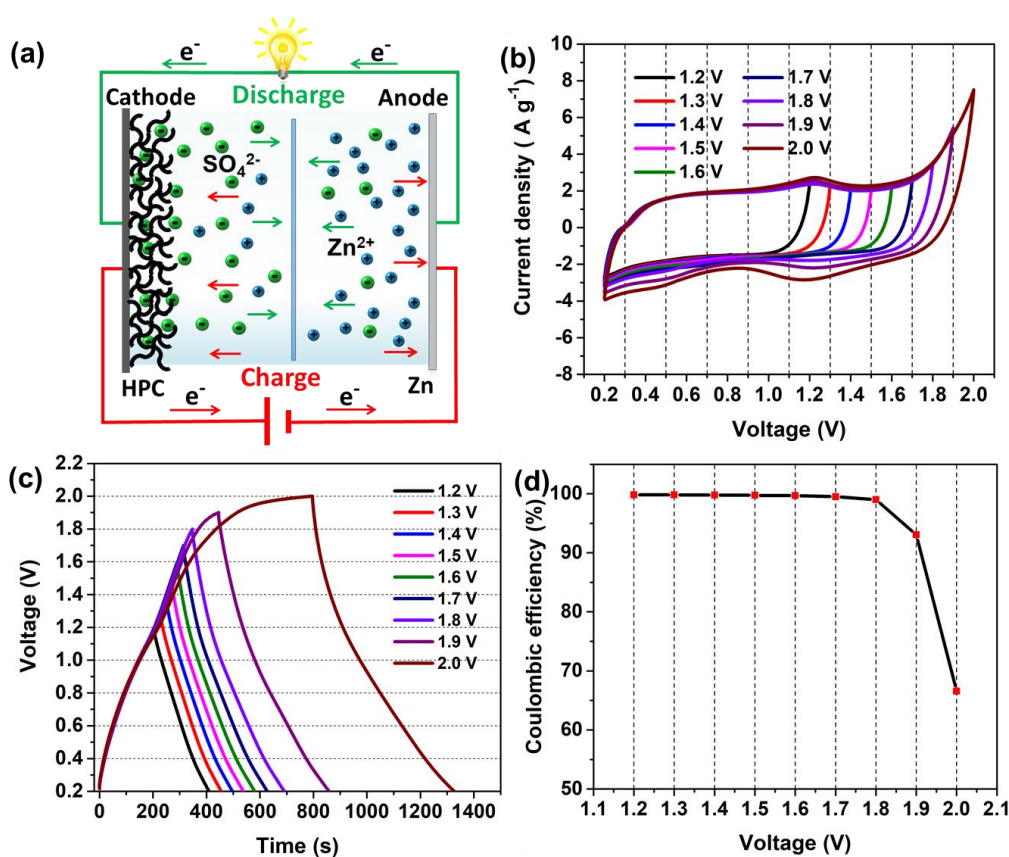 (a)
e⁻ e⁻
Cathode Discharge Anode
SO₄²⁻
Zn²⁺
HPC Charge Zn
e⁻ e⁻
(b)
10
8
6
4
2
0
-2
-4
-6
-8
Current density ( A g⁻¹)
1.2 V 1.7 V
1.3 V 1.8 V
1.4 V 1.9 V
1.5 V 2.0 V
1.6 V
0.2 0.4 0.6 0.8 1.0 1.2 1.4 1.6 1.8 2.0
Voltage (V)
(c)
2.2
2.0
1.8
1.6
1.4
1.2
1.0
0.8
0.6
0.4
0.2
Voltage (V)
1.2 V
1.3 V
1.4 V
1.5 V
1.6 V
1.7 V
1.8 V
1.9 V
2.0 V
0 200 400 600 800 1000 1200 1400
Time (s)
(d)
100
90
80
70
60
50
Coulombic efficiency (%)
1.1 1.2 1.3 1.4 1.5 1.6 1.7 1.8 1.9 2.0 2.1
Voltage (V)